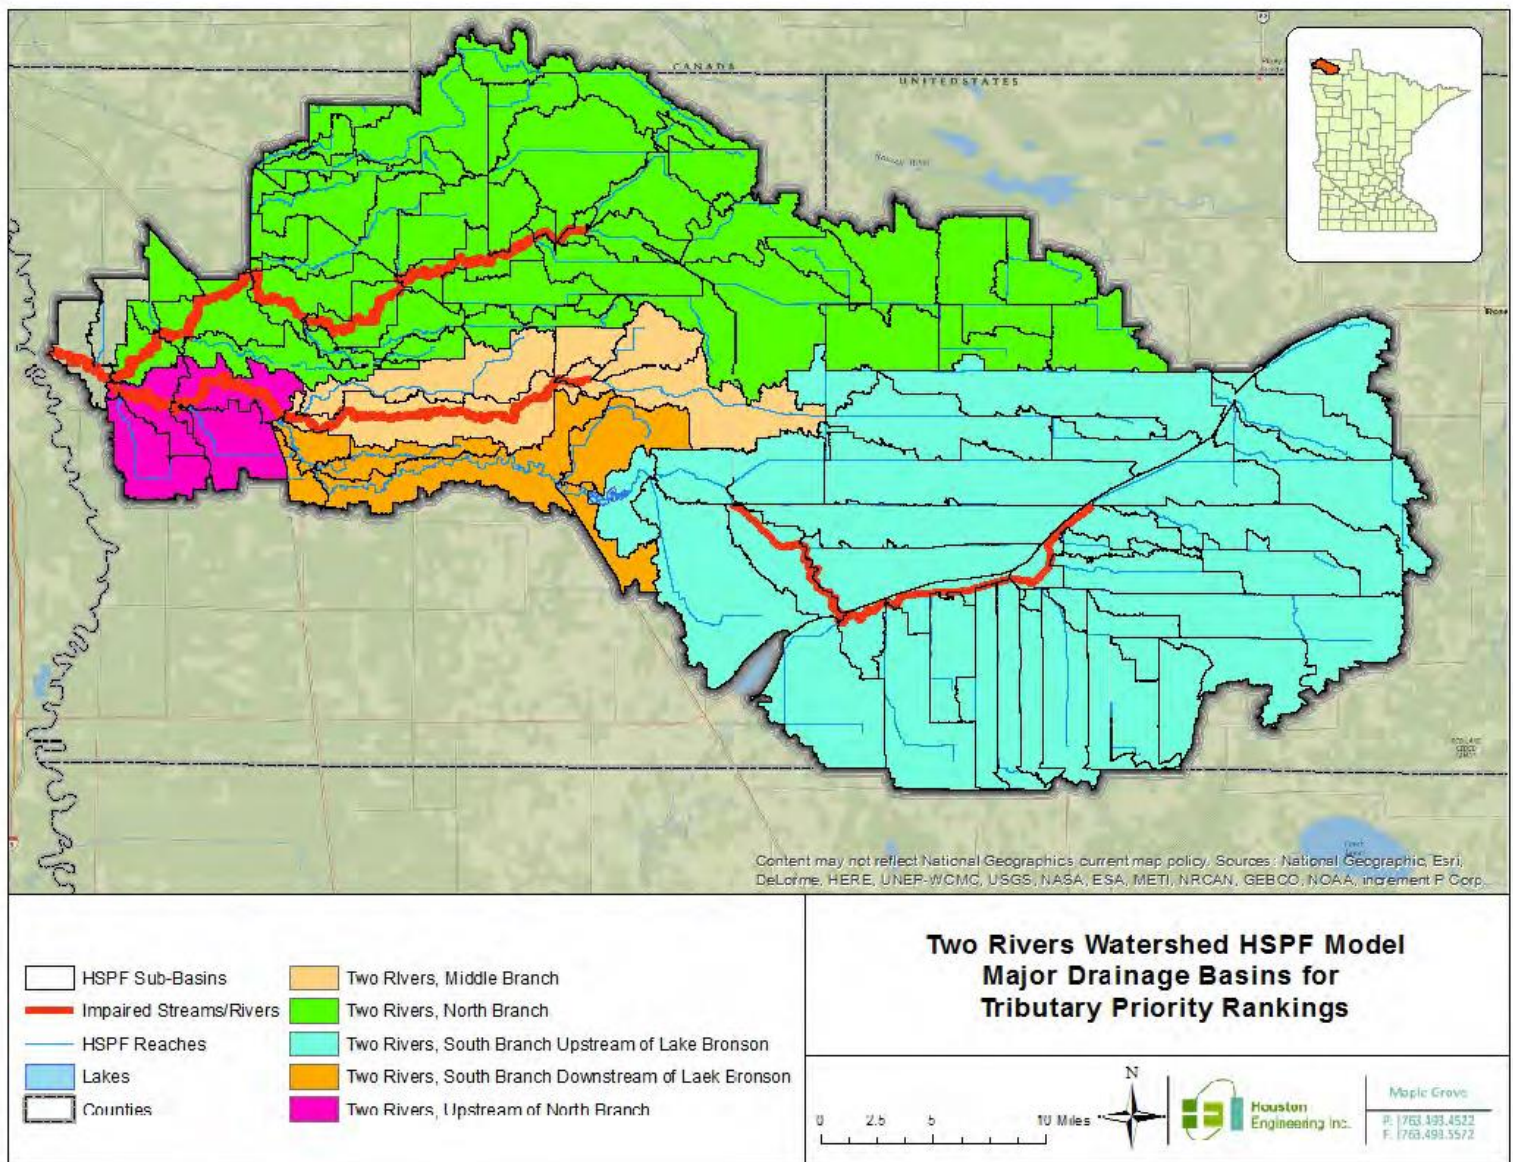 CANADA
UNITED STATES
Content may not reflect National Geographic's current map policy. Sources: National Geographic, Esri,
DeLorme, HERE, UNEP-WCMC, USGS, NASA, ESA, METI, NRCAN, GEBCO, NOAA, increment P Corp.
HSPF Sub-Basins
Impaired Streams/Rivers
HSPF Reaches
Lakes
Counties
Two RIvers, Middle Branch
Two RIvers, North Branch
Two RIvers, South Branch Upstream of Lake Bronson
Two RIvers, South Branch Downstream of Laek Bronson
Two RIvers, Upstream of North Branch
Two Rivers Watershed HSPF Model
Major Drainage Basins for
Tributary Priority Rankings
0 2.5 5 10 Miles
N
Houston
Engineering Inc.
Maple Grove
P: 763.493.4522
F: 763.493.5572